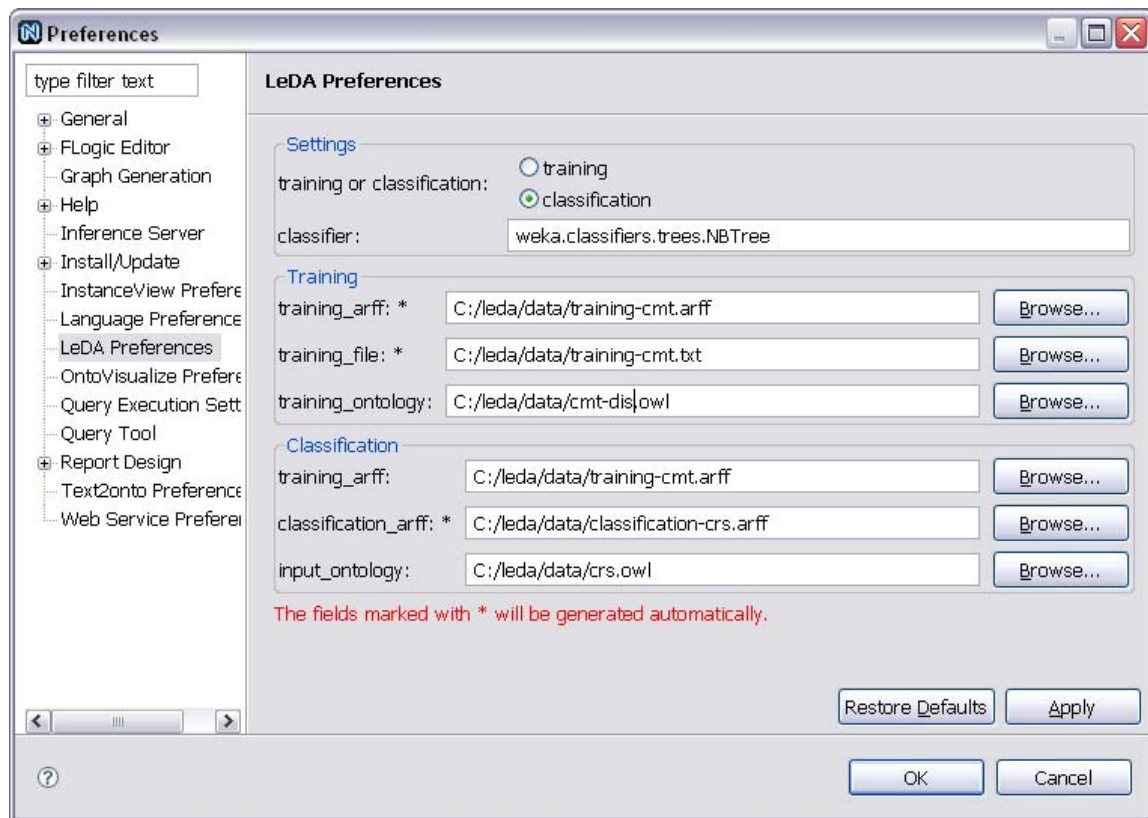 Preferences
type filter text
General
FLogic Editor
Graph Generation
Help
Inference Server
Install/Update
InstanceView Prefere
Language Preference
LeDA Preferences
OntoVisualize Prefere
Query Execution Sett
Query Tool
Report Design
Text2onto Preference
Web Service Preferen
LeDA Preferences
Settings
training or classification:
training
classification
classifier: weka.classifiers.trees.NBTree
Training
training_arff: * C:/leda/data/training-cmt.arff Browse...
training_file: * C:/leda/data/training-cmt.txt Browse...
training_ontology: C:/leda/data/cmt-dis.owl Browse...
Classification
training_arff: C:/leda/data/training-cmt.arff Browse...
classification_arff: * C:/leda/data/classification-crs.arff Browse...
input_ontology: C:/leda/data/crs.owl Browse...
The fields marked with * will be generated automatically.
Restore Defaults Apply
OK Cancel